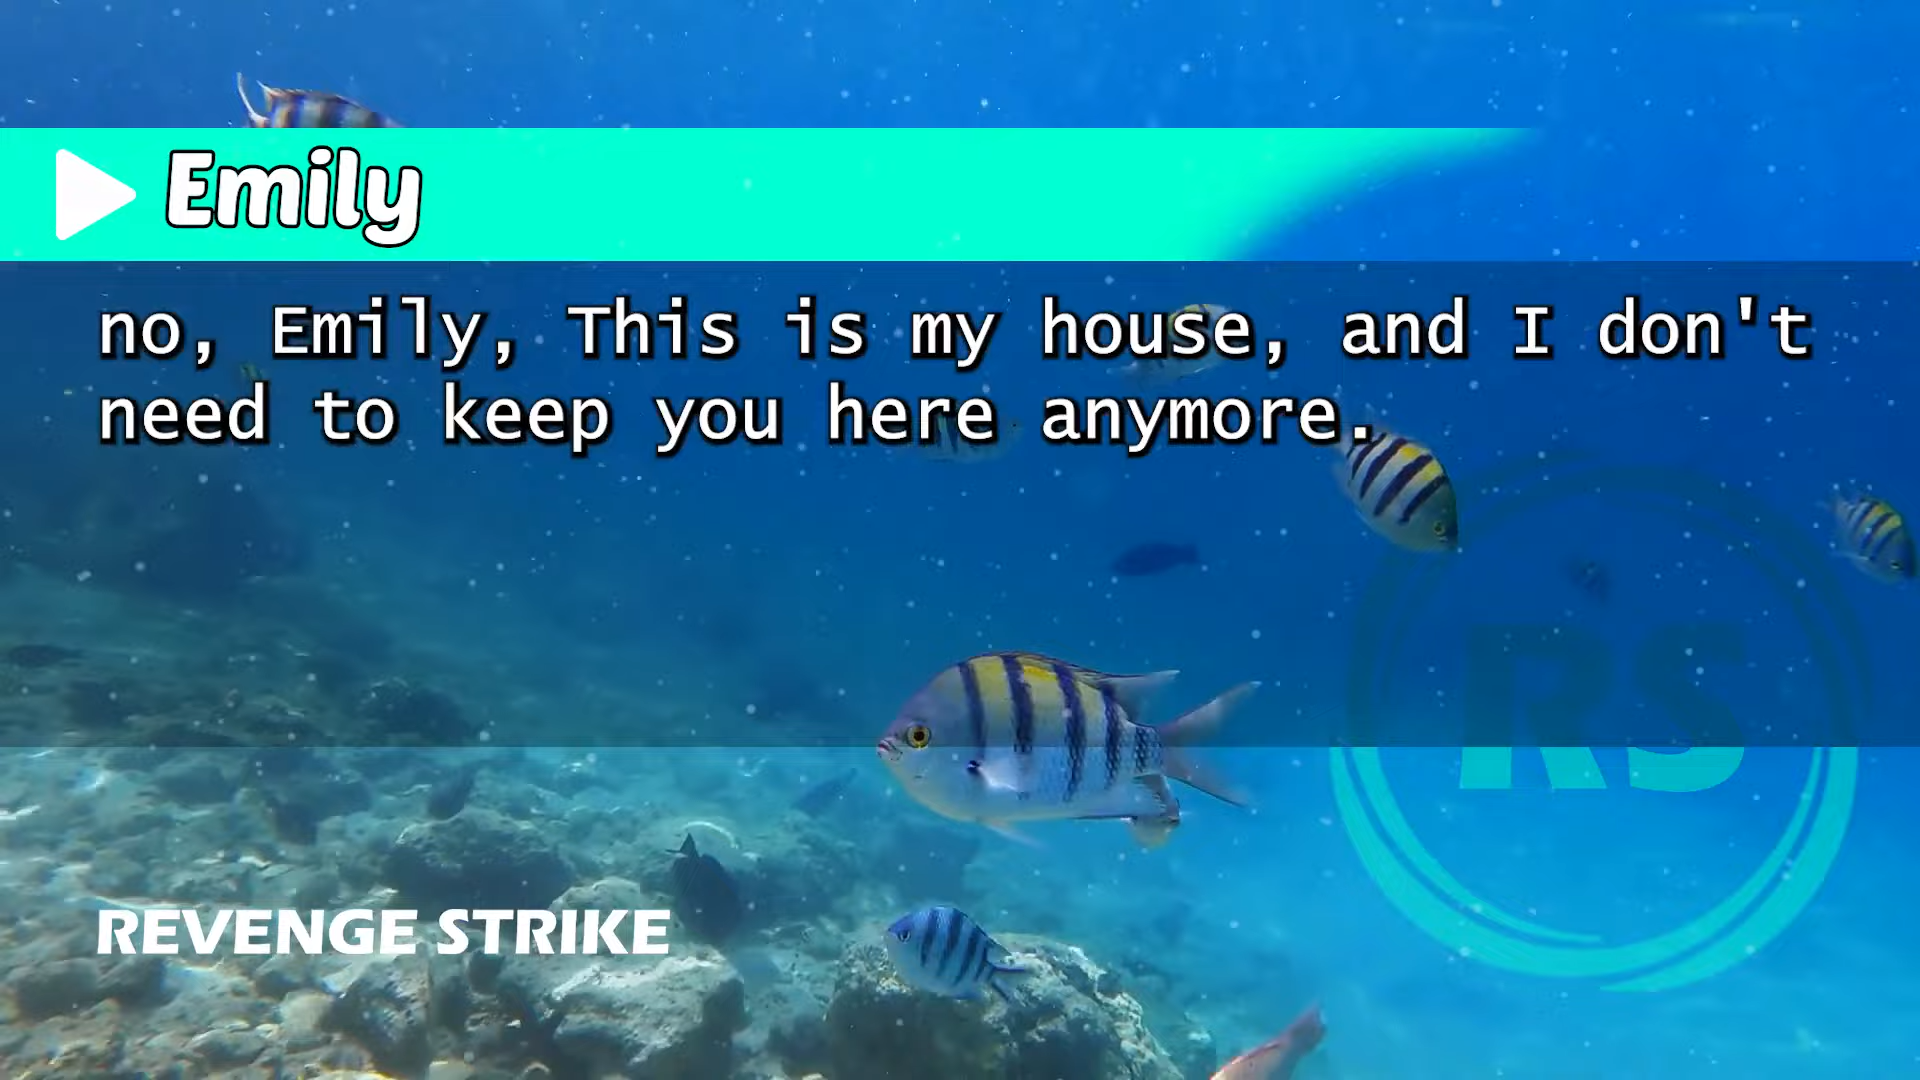 Emily
no, Emily, This is my house, and I don't
need to keep you here anymore.
RS
REVENGE STRIKE